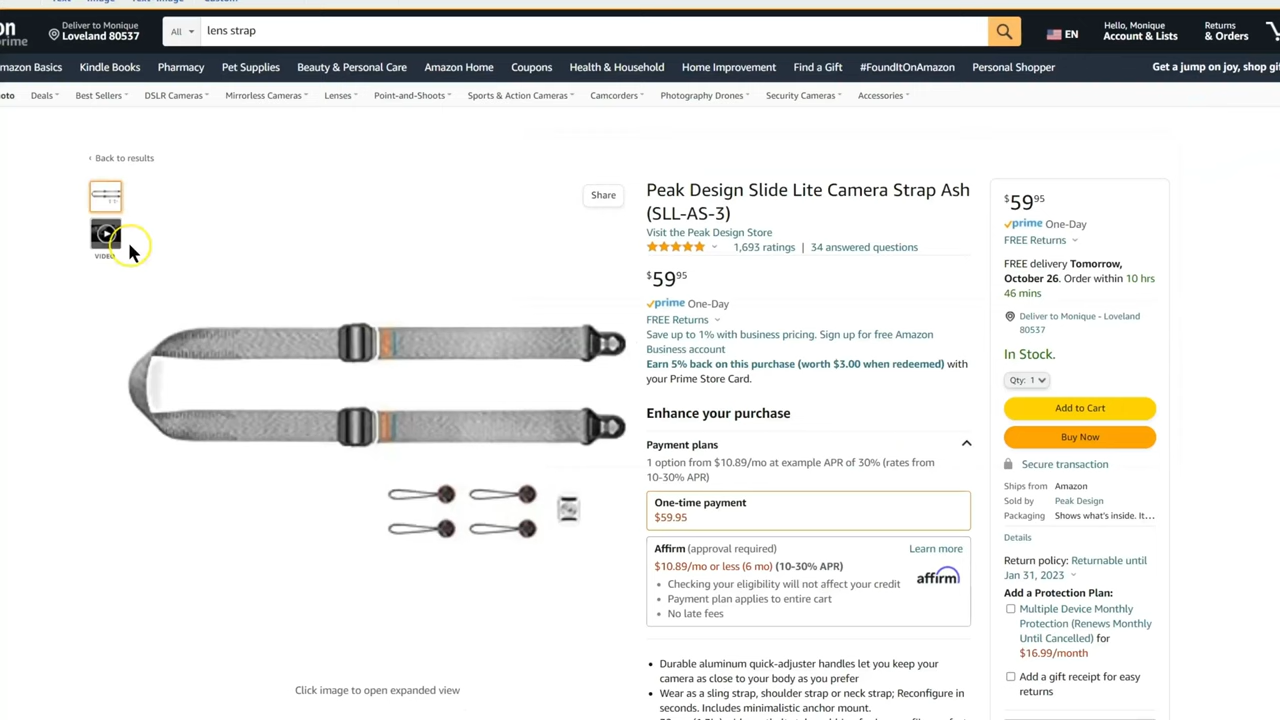 on
prime
Deliver to Monique
Loveland 80537
All
lens strap
EN
Hello, Monique
Account & Lists
Returns
& Orders
mazon Basics
Kindle Books
Pharmacy
Pet Supplies
Beauty & Personal Care
Amazon Home
Coupons
Health & Household
Home Improvement
Find a Gift
#FoundItOnAmazon
Personal Shopper
Get a jump on joy, shop gif
oto
Deals
Best Sellers
DSLR Cameras
Mirrorless Cameras
Lenses
Point-and-Shoots
Sports & Action Cameras
Camcorders
Photography Drones
Security Cameras
Accessories
‹ Back to results
VIDEO
Share
Click image to open expanded view
Peak Design Slide Lite Camera Strap Ash
(SLL-AS-3)
Visit the Peak Design Store
1,693 ratings | 34 answered questions
$59 95
prime One-Day
FREE Returns
Save up to 1% with business pricing. Sign up for free Amazon
Business account
Earn 5% back on this purchase (worth $3.00 when redeemed) with
your Prime Store Card.
Enhance your purchase
Payment plans
1 option from $10.89/mo at example APR of 30% (rates from
10-30% APR)
One-time payment
$59.95
Affirm (approval required)
Learn more
$10.89/mo or less (6 mo) (10-30% APR)
affirm
• Checking your eligibility will not affect your credit
• Payment plan applies to entire cart
• No late fees
• Durable aluminum quick-adjuster handles let you keep your
camera as close to your body as you prefer
• Wear as a sling strap, shoulder strap or neck strap; Reconfigure in
seconds. Includes minimalistic anchor mount.
$59 95
prime One-Day
FREE Returns
FREE delivery Tomorrow,
October 26. Order within 10 hrs
46 mins
Deliver to Monique - Loveland
80537
In Stock.
Qty: 1
Add to Cart
Buy Now
Secure transaction
Ships from Amazon
Sold by Peak Design
Packaging Shows what's inside. It…
Details
Return policy: Returnable until
Jan 31, 2023
Add a Protection Plan:
Multiple Device Monthly
Protection (Renews Monthly
Until Cancelled) for
$16.99/month
Add a gift receipt for easy
returns